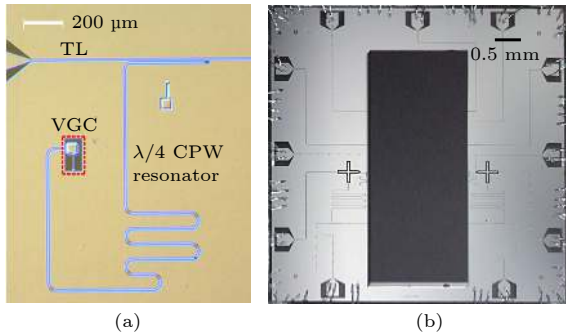 200 μm
TL
VGC
λ/4 CPW
resonator
0.5 mm
(a)
(b)